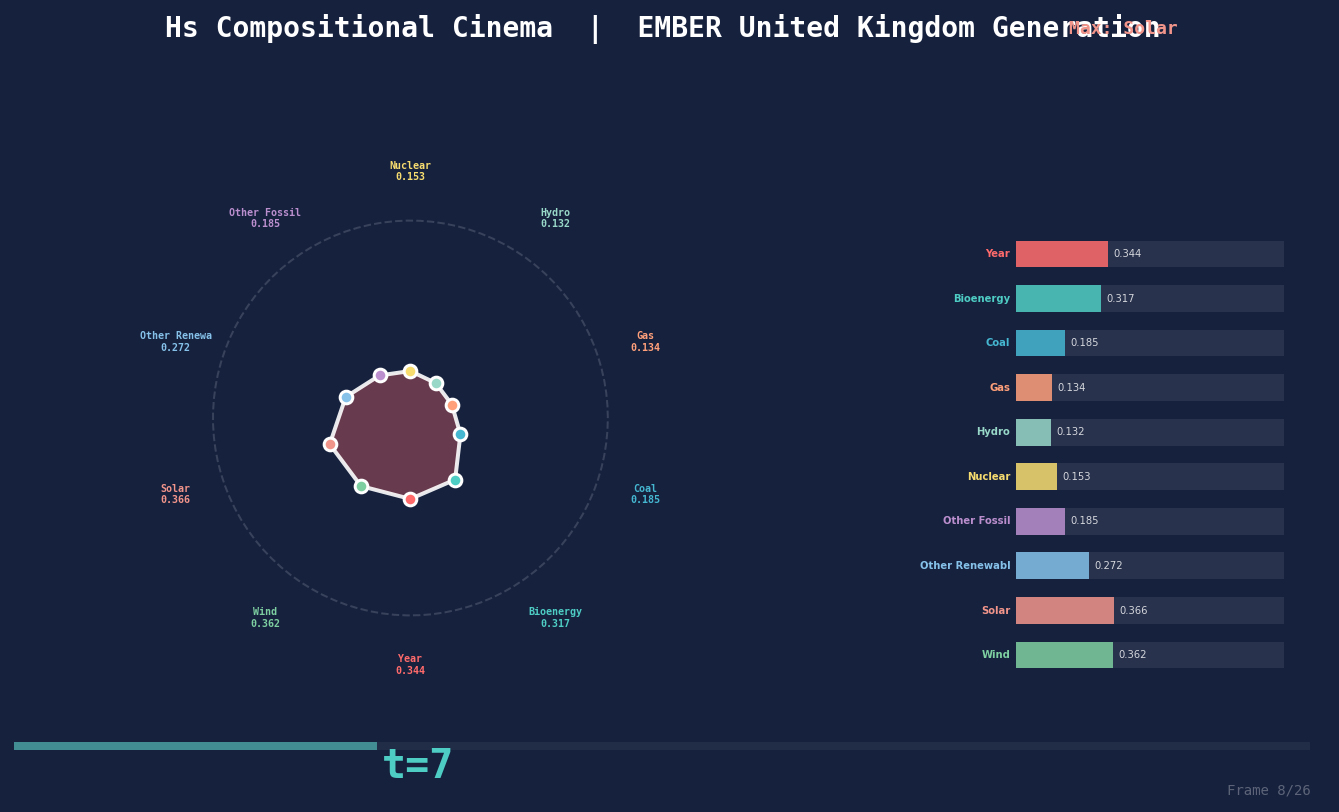 Hs Compositional Cinema | EMBER United Kingdom Generation
Max: Solar
Nuclear
0.153
Other Fossil
0.185
Hydro
0.132
Other Renewa
0.272
Gas
0.134
Solar
0.366
Coal
0.185
Wind
0.362
Bioenergy
0.317
Year
0.344
Year 0.344
Bioenergy 0.317
Coal 0.185
Gas 0.134
Hydro 0.132
Nuclear 0.153
Other Fossil 0.185
Other Renewabl 0.272
Solar 0.366
Wind 0.362
t=7
Frame 8/26